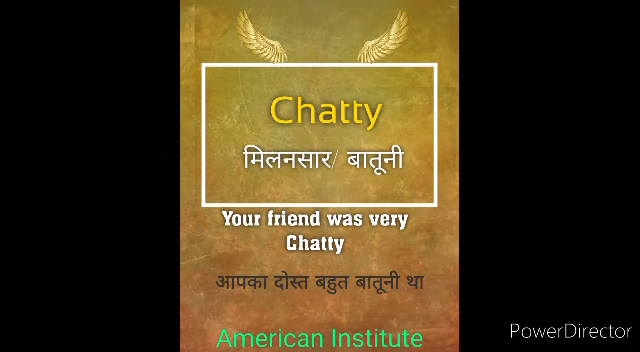 Chatty
मिलनसार/ बातूनी
Your friend was very
Chatty
आपका दोस्त बहुत बातूनी था
American Institute
PowerDirector